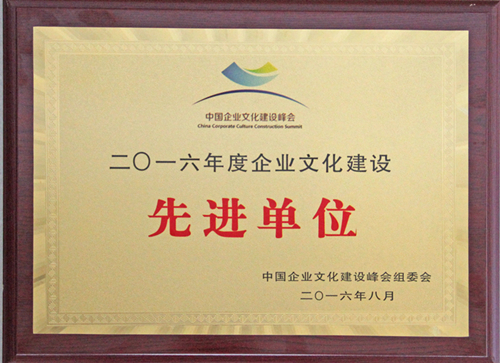 中国企业文化建设峰会
China Corporate Culture Construction Summit
二〇一六年度企业文化建设
先进单位
中国企业文化建设峰会组委会
二〇一六年八月